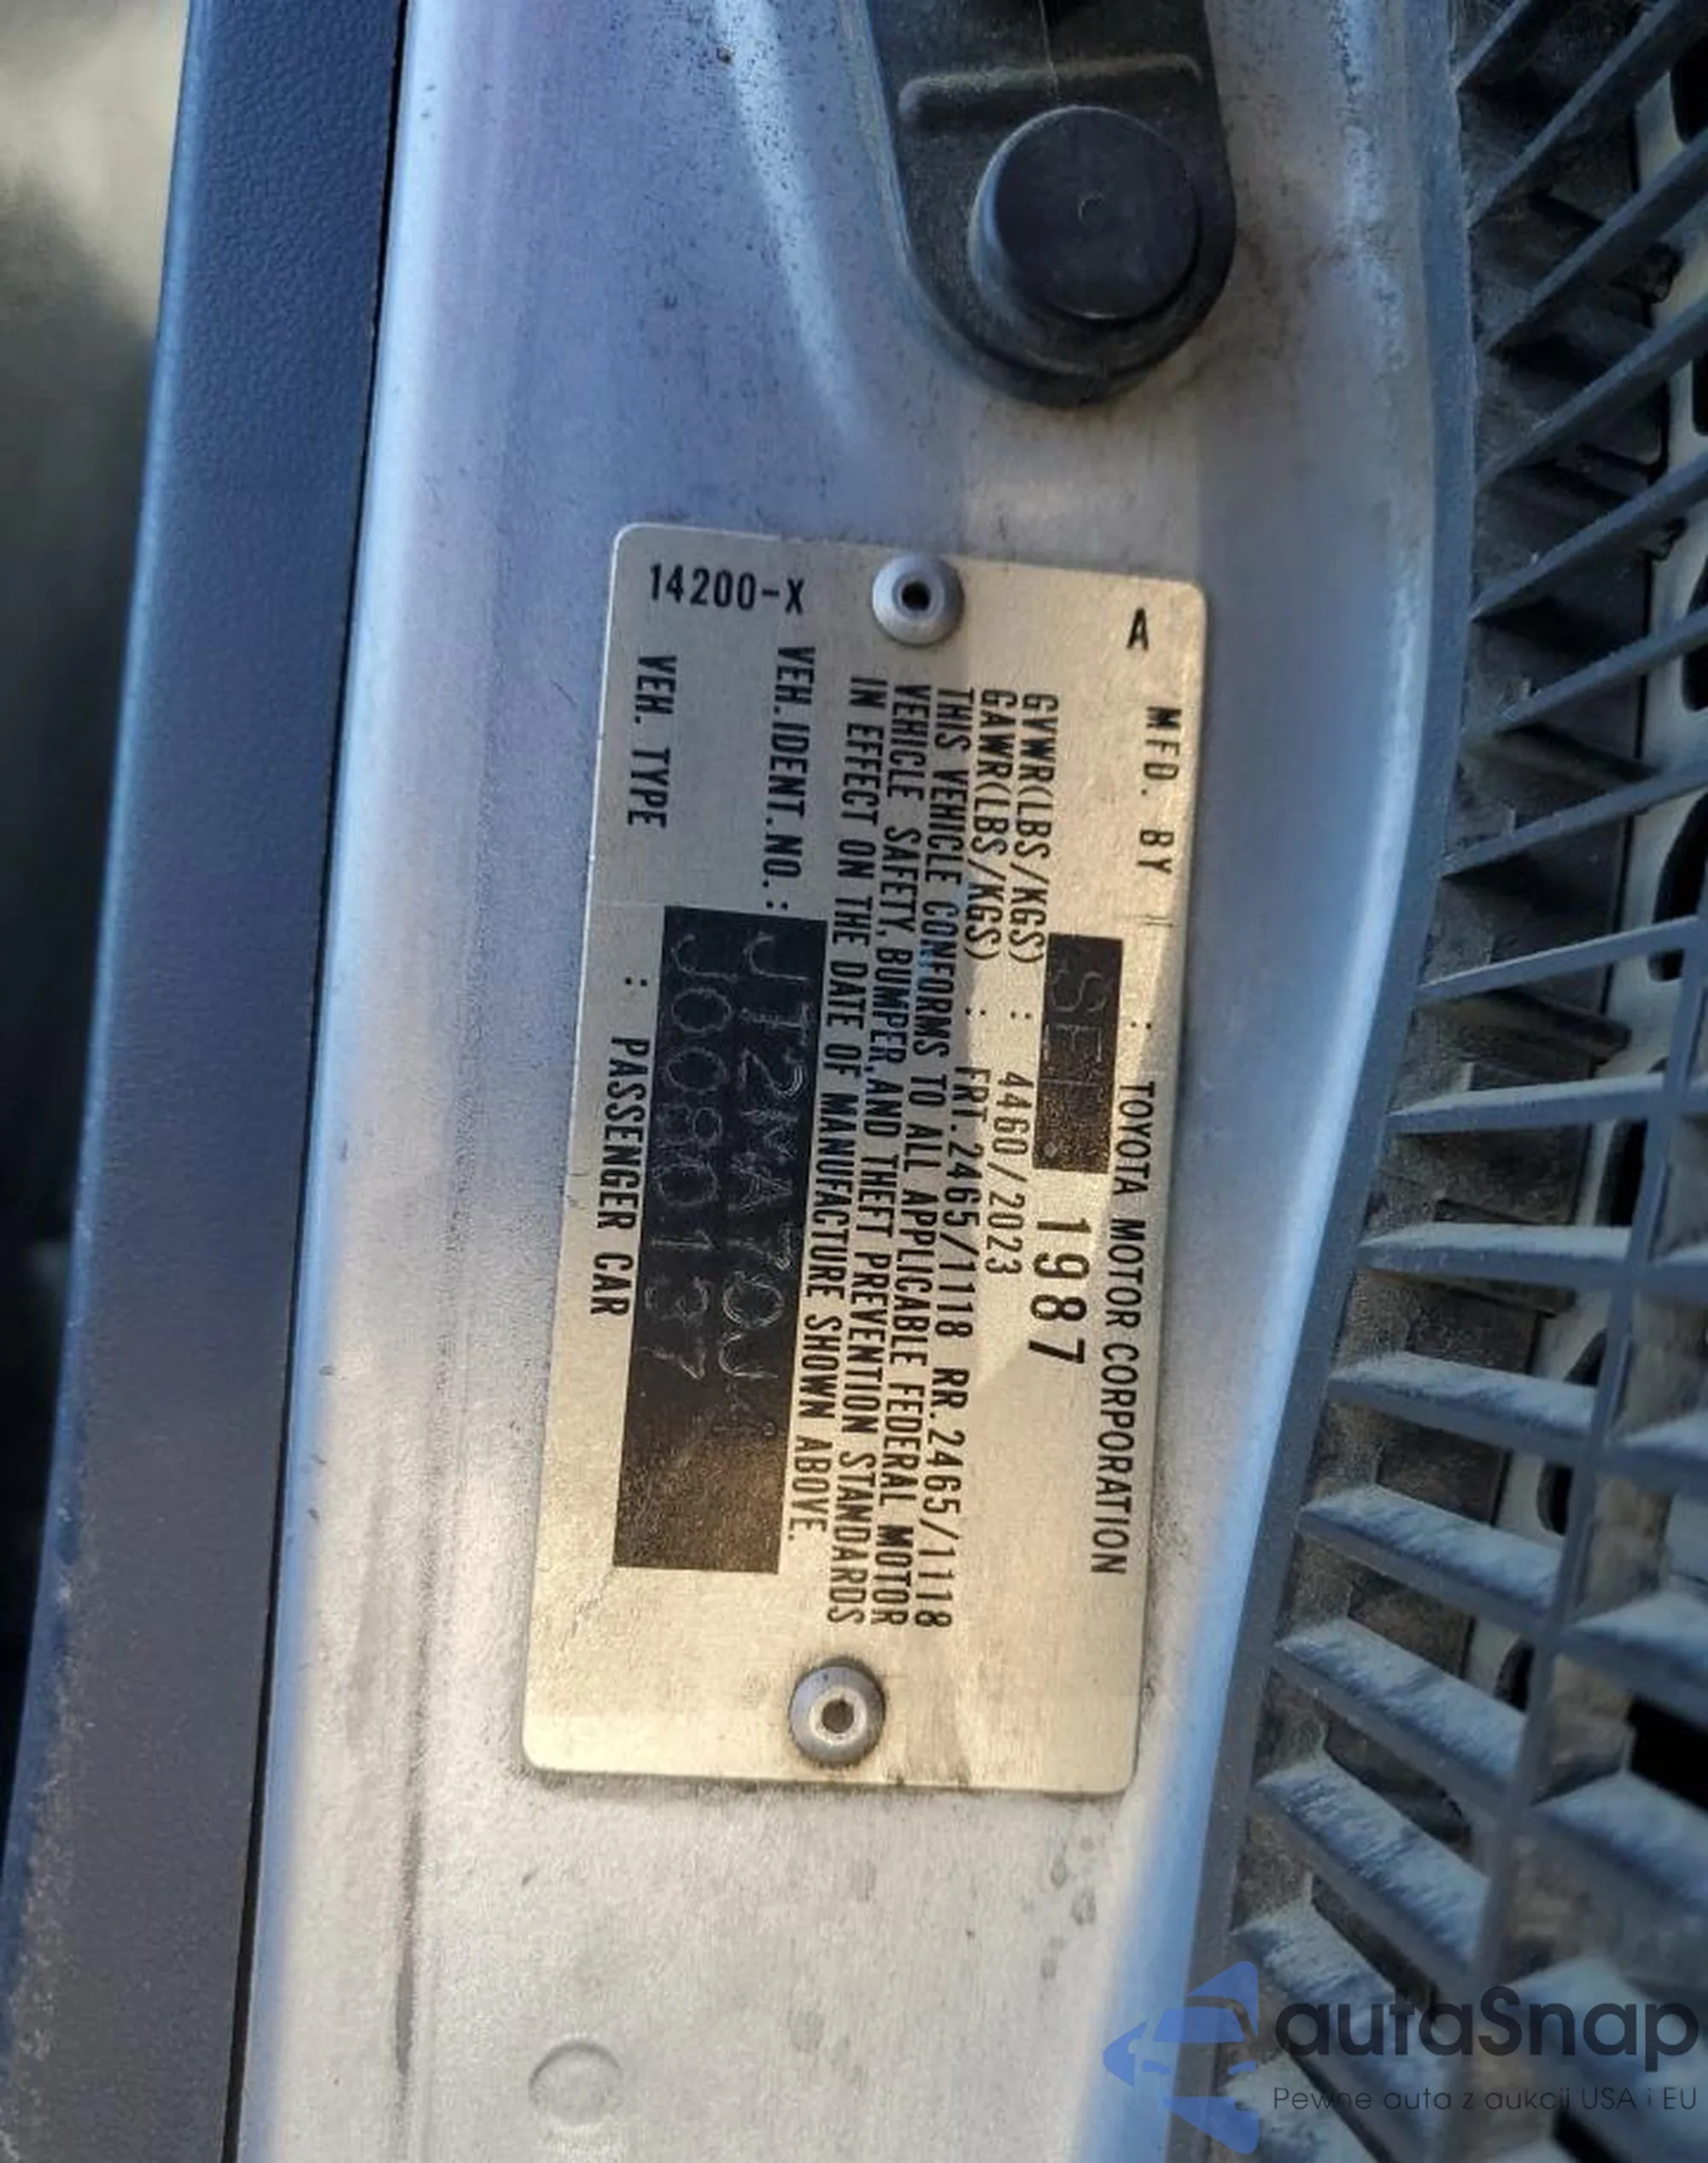 A MFD. BY : TOYOTA MOTOR CORPORATION
SEP. 1987
GVWR(LBS/KGS) : 4460/2023
GAWR(LBS/KGS) : FRT.2465/1118 RR.2465/1118
THIS VEHICLE CONFORMS TO ALL APPLICABLE FEDERAL MOTOR
VEHICLE SAFETY,BUMPER,AND THEFT PREVENTION STANDARDS
IN EFFECT ON THE DATE OF MANUFACTURE SHOWN ABOVE.
VEH.IDENT.NO. :
J0080137
VEH. TYPE : PASSENGER CAR
14200-X
autaSnap
Pewne auta z aukcji USA i EU